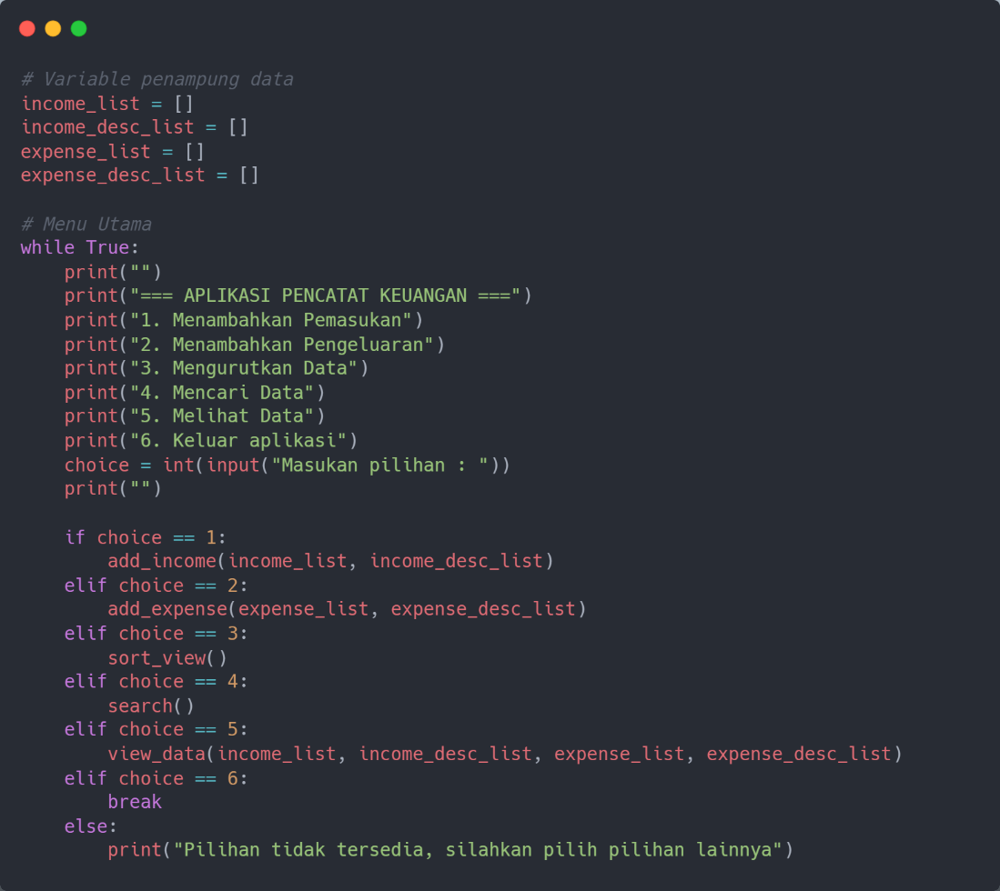 # Variable penampung data
income_list = []
income_desc_list = []
expense_list = []
expense_desc_list = []

# Menu Utama
while True:
    print("")
    print("=== APLIKASI PENCATAT KEUANGAN ===")
    print("1. Menambahkan Pemasukan")
    print("2. Menambahkan Pengeluaran")
    print("3. Mengurutkan Data")
    print("4. Mencari Data")
    print("5. Melihat Data")
    print("6. Keluar aplikasi")
    choice = int(input("Masukan pilihan : "))
    print("")

    if choice == 1:
        add_income(income_list, income_desc_list)
    elif choice == 2:
        add_expense(expense_list, expense_desc_list)
    elif choice == 3:
        sort_view()
    elif choice == 4:
        search()
    elif choice == 5:
        view_data(income_list, income_desc_list, expense_list, expense_desc_list)
    elif choice == 6:
        break
    else:
        print("Pilihan tidak tersedia, silahkan pilih pilihan lainnya")